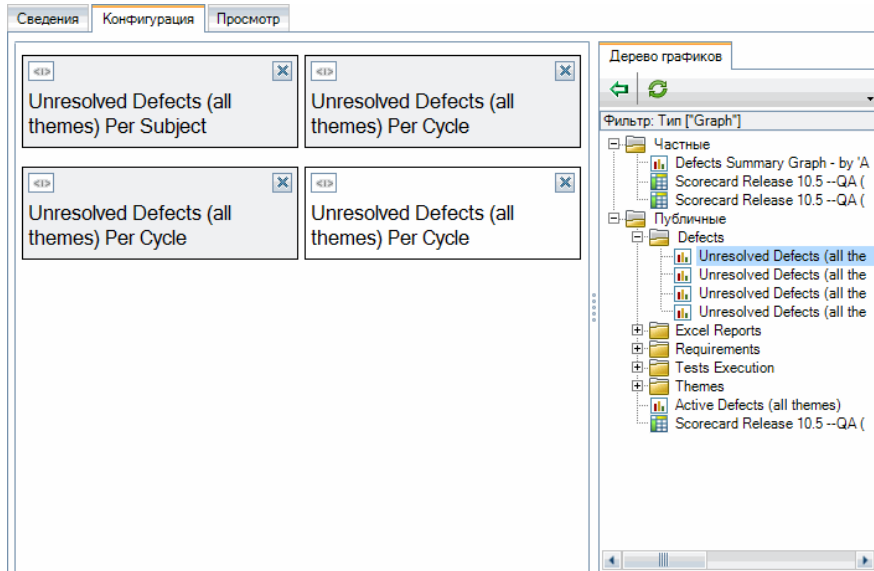 Сведения
Конфигурация
Просмотр
Unresolved Defects (all
themes) Per Subject
Unresolved Defects (all
themes) Per Cycle
Unresolved Defects (all
themes) Per Cycle
Unresolved Defects (all
themes) Per Cycle
Дерево графиков
Фильтр: Тип ["Graph"]
Частные
Defects Summary Graph - by 'A
Scorecard Release 10.5 --QA (
Scorecard Release 10.5 --QA (
Публичные
Defects
Unresolved Defects (all the
Unresolved Defects (all the
Unresolved Defects (all the
Unresolved Defects (all the
Excel Reports
Requirements
Tests Execution
Themes
Active Defects (all themes)
Scorecard Release 10.5 --QA (